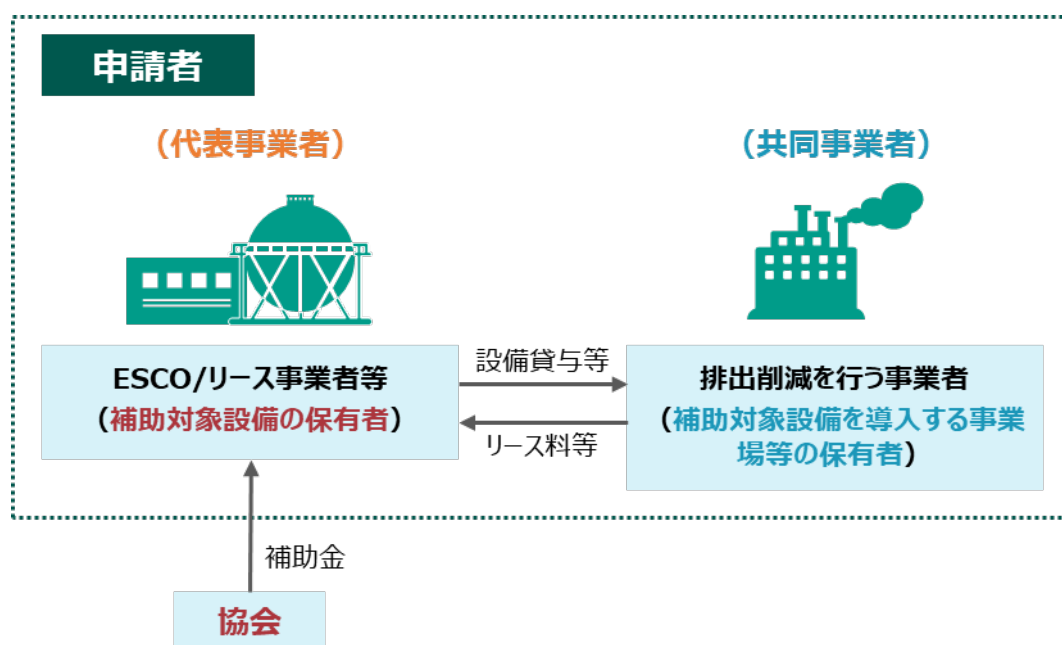 申請者
（代表事業者）
（共同事業者）
ESCO/リース事業者等
（補助対象設備の保有者）
設備貸与等
リース料等
排出削減を行う事業者
（補助対象設備を導入する事業
場等の保有者）
補助金
協会